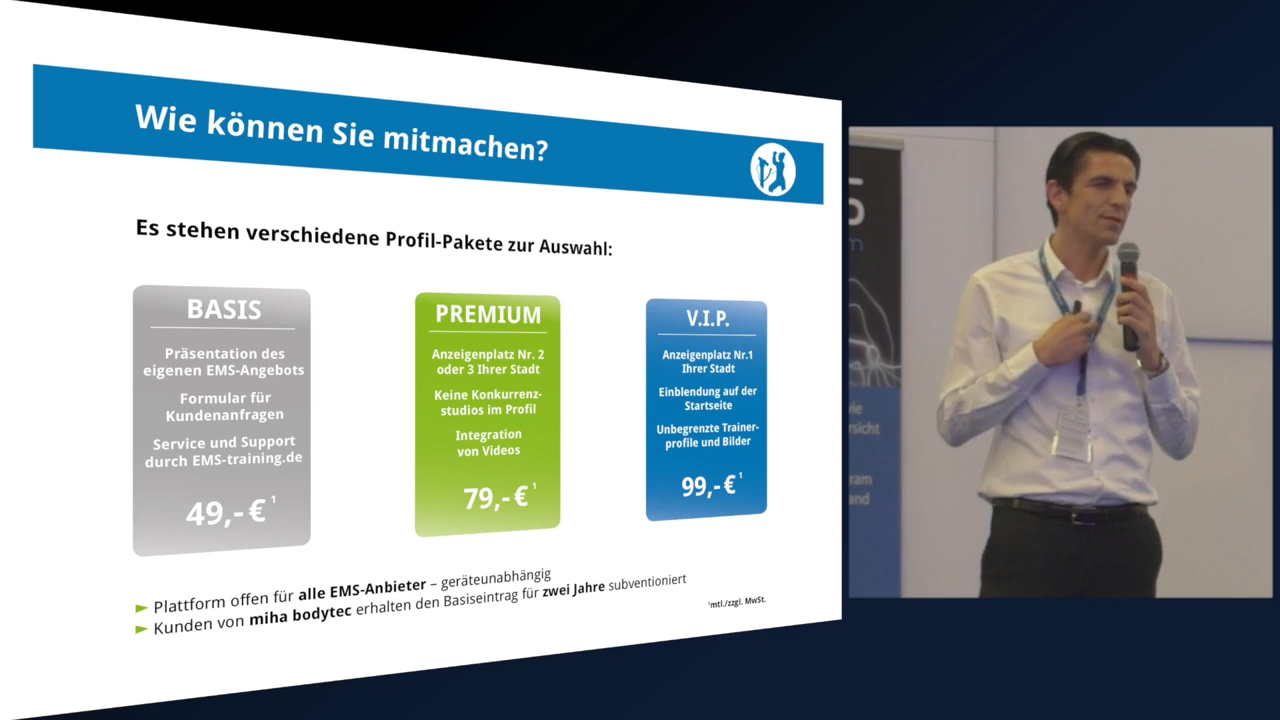 Wie können Sie mitmachen?
Es stehen verschiedene Profil-Pakete zur Auswahl:
BASIS
Präsentation des
eigenen EMS-Angebots
Formular für
Kundenanfragen
Service und Support
durch EMS-training.de
49,-€ ¹
PREMIUM
Anzeigenplatz Nr. 2
oder 3 Ihrer Stadt
Keine Konkurrenz-
studios im Profil
Integration
von Videos
79,-€ ¹
V.I.P.
Anzeigenplatz Nr.1
Ihrer Stadt
Einblendung auf der
Startseite
Unbegrenzte Trainer-
profile und Bilder
99,-€ ¹
► Plattform offen für alle EMS-Anbieter – geräteunabhängig
► Kunden von miha bodytec erhalten den Basiseintrag für zwei Jahre subventioniert
¹mtl./zzgl. MwSt.